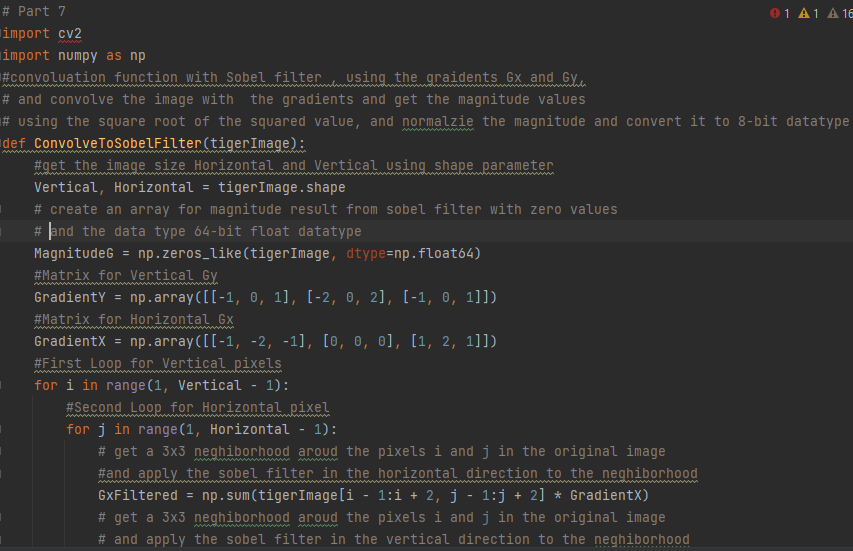 # Part 7
1 1 16
import cv2
import numpy as np
#convoluation function with Sobel filter , using the graidents Gx and Gy,
# and convolve the image with  the gradients and get the magnitude values
# using the square root of the squared value, and normalzie the magnitude and convert it to 8-bit datatype
def ConvolveToSobelFilter(tigerImage):
    #get the image size Horizontal and Vertical using shape parameter
    Vertical, Horizontal = tigerImage.shape
    # create an array for magnitude result from sobel filter with zero values
    # and the data type 64-bit float datatype
    MagnitudeG = np.zeros_like(tigerImage, dtype=np.float64)
    #Matrix for Vertical Gy
    GradientY = np.array([[-1, 0, 1], [-2, 0, 2], [-1, 0, 1]])
    #Matrix for Horizontal Gx
    GradientX = np.array([[-1, -2, -1], [0, 0, 0], [1, 2, 1]])
    #First Loop for Vertical pixels
    for i in range(1, Vertical - 1):
        #Second Loop for Horizontal pixel
        for j in range(1, Horizontal - 1):
            # get a 3x3 neghiborhood aroud the pixels i and j in the original image
            #and apply the sobel filter in the horizontal direction to the neghiborhood
            GxFiltered = np.sum(tigerImage[i - 1:i + 2, j - 1:j + 2] * GradientX)
            # get a 3x3 neghiborhood aroud the pixels i and j in the original image
            # and apply the sobel filter in the vertical direction to the neghiborhood